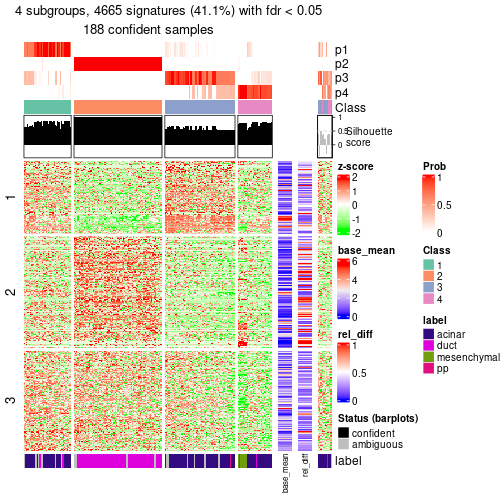 4 subgroups, 4665 signatures (41.1%) with fdr < 0.05
188 confident samples
p1
p2
p3
p4
Class
1
0.5
0
Silhouette
score
1
2
3
z-score
2
1
0
-1
-2
Prob
1
0.5
0
base_mean
6
4
2
0
Class
1
2
3
4
rel_diff
1
0.5
0
label
acinar
duct
mesenchymal
pp
Status (barplots)
confident
ambiguous
label
base_mean
rel_diff